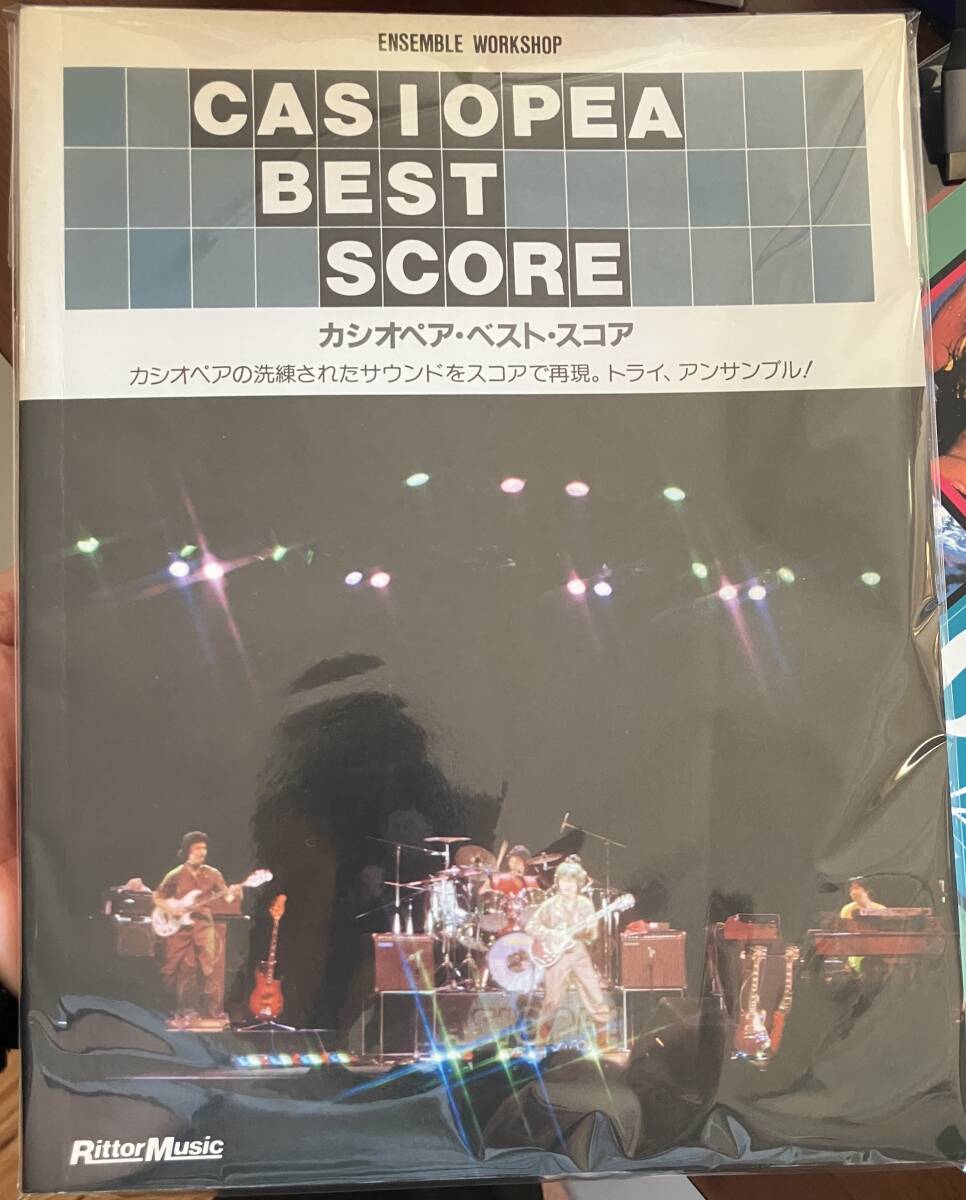 ENSEMBLE WORKSHOP
CASIOPEA
BEST
SCORE
カシオペア・ベスト・スコア
カシオペアの洗練されたサウンドをスコアで再現。トライ、アンサンブル!
RittorMusic